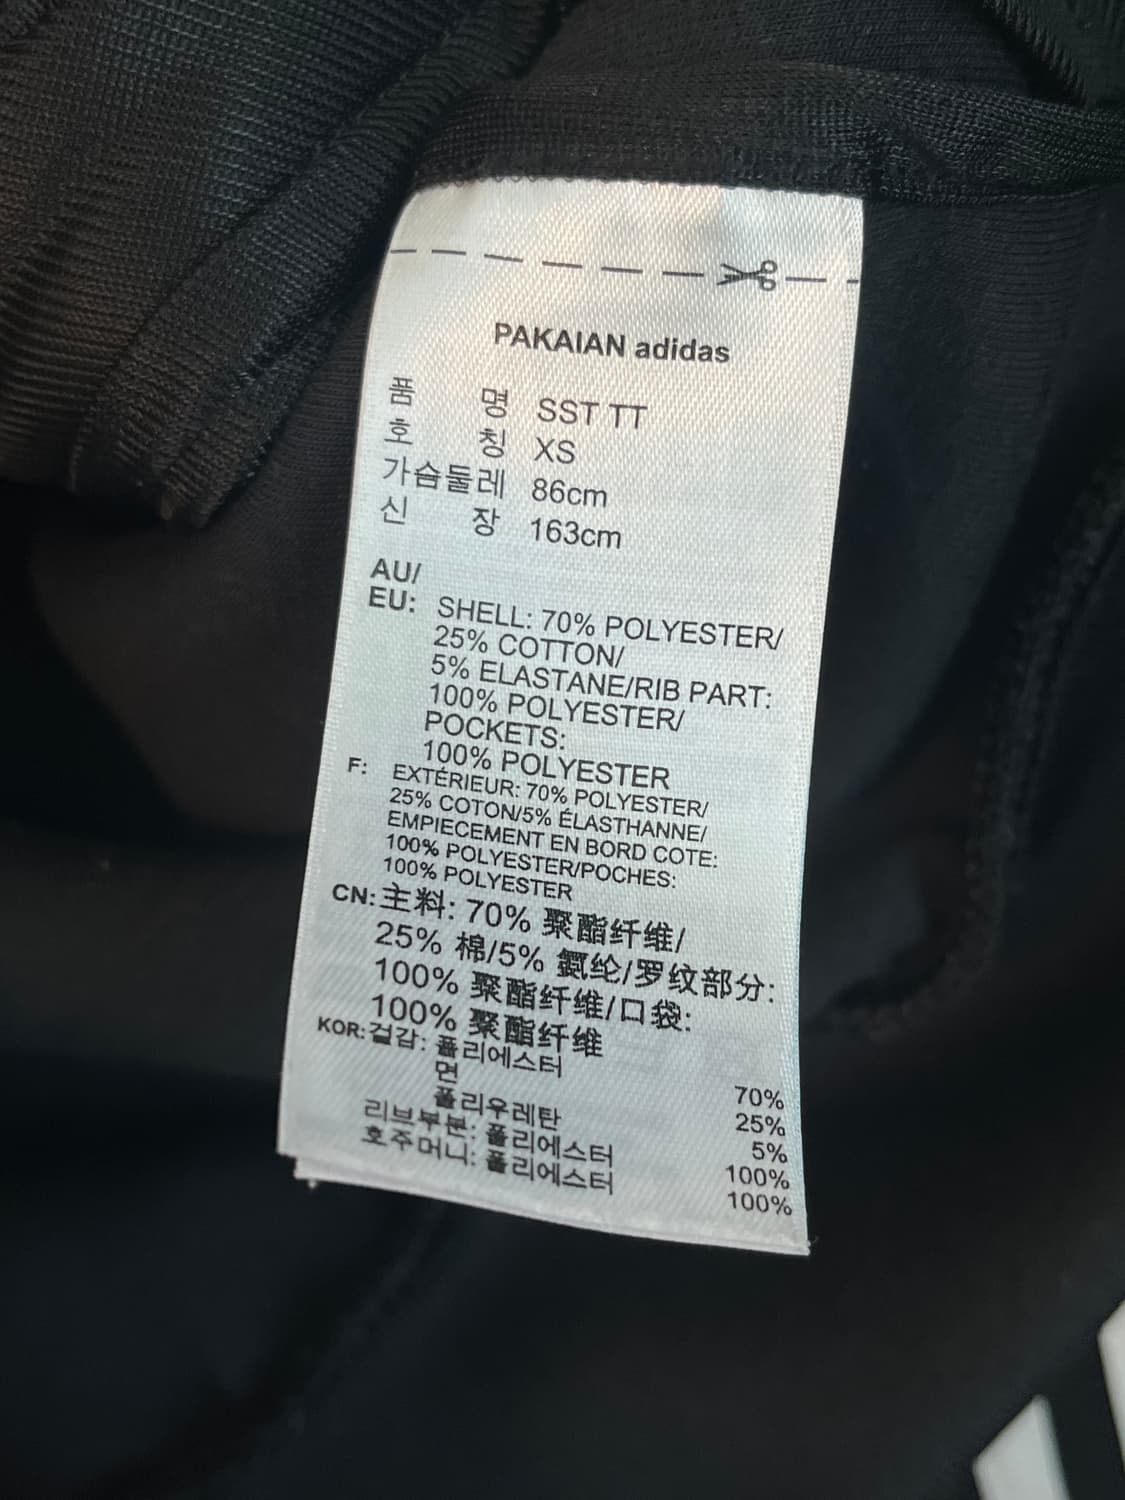 PAKAIAN adidas
품 명 SST TT
호 칭 XS
가슴둘레 86cm
신 장 163cm
AU/
EU: SHELL: 70% POLYESTER/
25% COTTON/
5% ELASTANE/RIB PART:
100% POLYESTER/
POCKETS:
100% POLYESTER
F: EXTÉRIEUR: 70% POLYESTER/
25% COTON/5% ÉLASTHANNE/
EMPIECEMENT EN BORD COTE:
100% POLYESTER/POCHES:
100% POLYESTER
CN: 主料: 70% 聚酯纤维/
25% 棉/5% 氨纶/罗纹部分:
100% 聚酯纤维/口袋:
100% 聚酯纤维
KOR: 겉감: 폴리에스터 70%
면 25%
폴리우레탄 5%
리브부분: 폴리에스터 100%
호주머니: 폴리에스터 100%